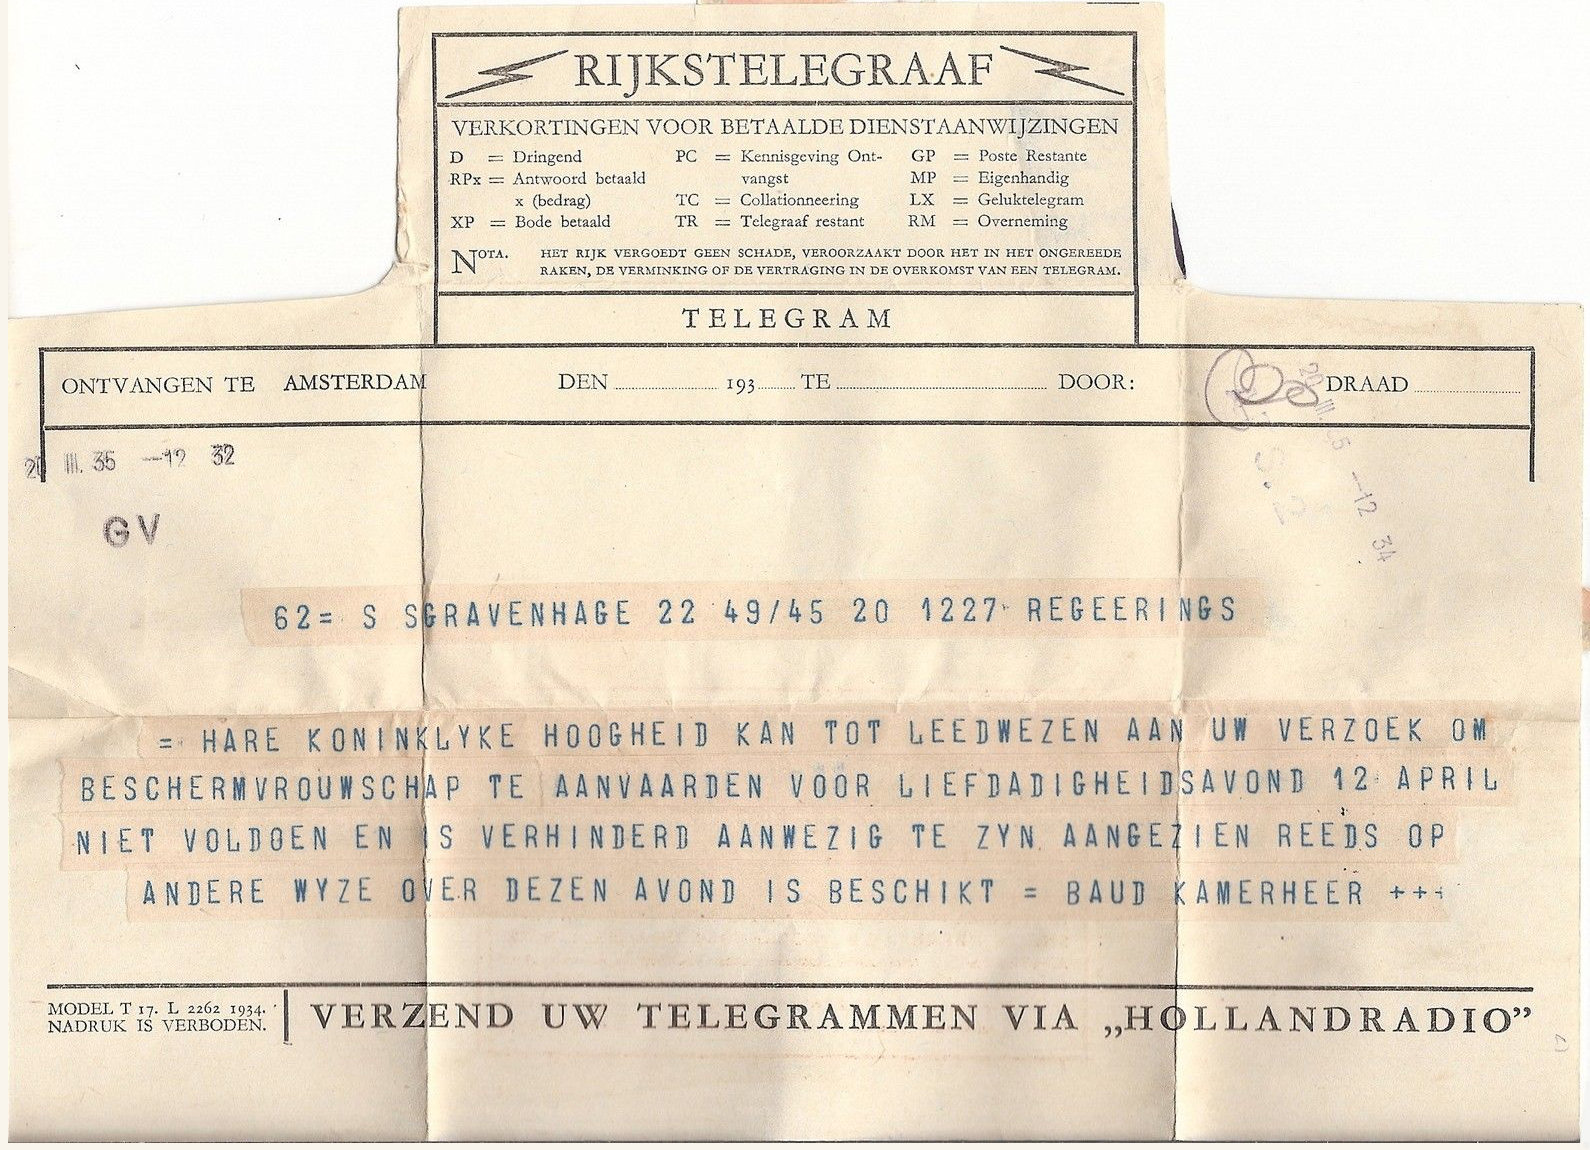 RIJKSTELEGRAAF
VERKORTINGEN VOOR BETAALDE DIENSTAANWIJZINGEN
D = Dringend
RPx = Antwoord betaald
x (bedrag)
XP = Bode betaald
PC = Kennisgeving Ont-
vangst
TC = Collationneering
TR = Telegraaf restant
GP = Poste Restante
MP = Eigenhandig
LX = Geluktelegram
RM = Overneming
NOTA. HET RIJK VERGOEDT GEEN SCHADE, VEROORZAAKT DOOR HET IN HET ONGEREEDE
RAKEN, DE VERMINKING OF DE VERTRAGING IN DE OVERKOMST VAN EEN TELEGRAM.
TELEGRAM
ONTVANGEN TE AMSTERDAM DEN 193 TE DOOR: DRAAD
20 III. 35 —12 32
—12 34
GV
62= S SGRAVENHAGE 22 49/45 20 1227 REGEERINGS
= HARE KONINKLYKE HOOGHEID KAN TOT LEEDWEZEN AAN UW VERZOEK OM
BESCHERMVROUWSCHAP TE AANVAARDEN VOOR LIEFDADIGHEIDSAVOND 12 APRIL
NIET VOLDOEN EN IS VERHINDERD AANWEZIG TE ZYN AANGEZIEN REEDS OP
ANDERE WYZE OVER DEZEN AVOND IS BESCHIKT = BAUD KAMERHEER +++
MODEL T 17. L 2262 1934.
NADRUK IS VERBODEN.
VERZEND UW TELEGRAMMEN VIA „HOLLANDRADIO”